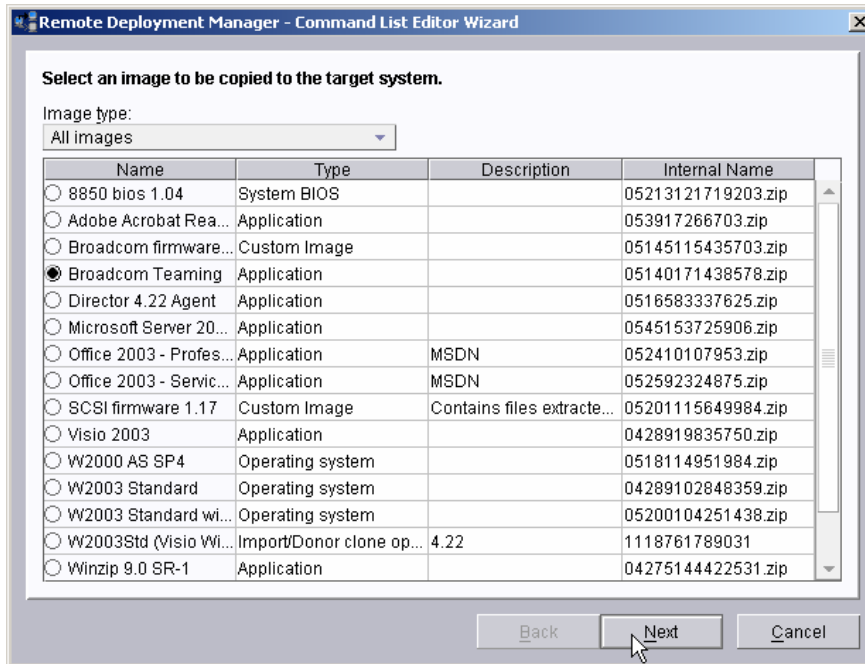 Remote Deployment Manager - Command List Editor Wizard
Select an image to be copied to the target system.
Image type:
All images
Name Type Description Internal Name
8850 bios 1.04 System BIOS 05213121719203.zip
Adobe Acrobat Rea... Application 053917266703.zip
Broadcom firmware... Custom Image 05145115435703.zip
Broadcom Teaming Application 05140171438578.zip
Director 4.22 Agent Application 0516583337625.zip
Microsoft Server 20... Application 0545153725906.zip
Office 2003 - Profes... Application MSDN 052410107953.zip
Office 2003 - Servic... Application MSDN 052592324875.zip
SCSI firmware 1.17 Custom Image Contains files extracte... 05201115649984.zip
Visio 2003 Application 0428919835750.zip
W2000 AS SP4 Operating system 0518114951984.zip
W2003 Standard Operating system 04289102848359.zip
W2003 Standard wi... Operating system 05200104251438.zip
W2003Std (Visio Wi... Import/Donor clone op... 4.22 1118761789031
Winzip 9.0 SR-1 Application 04275144422531.zip
Back Next Cancel